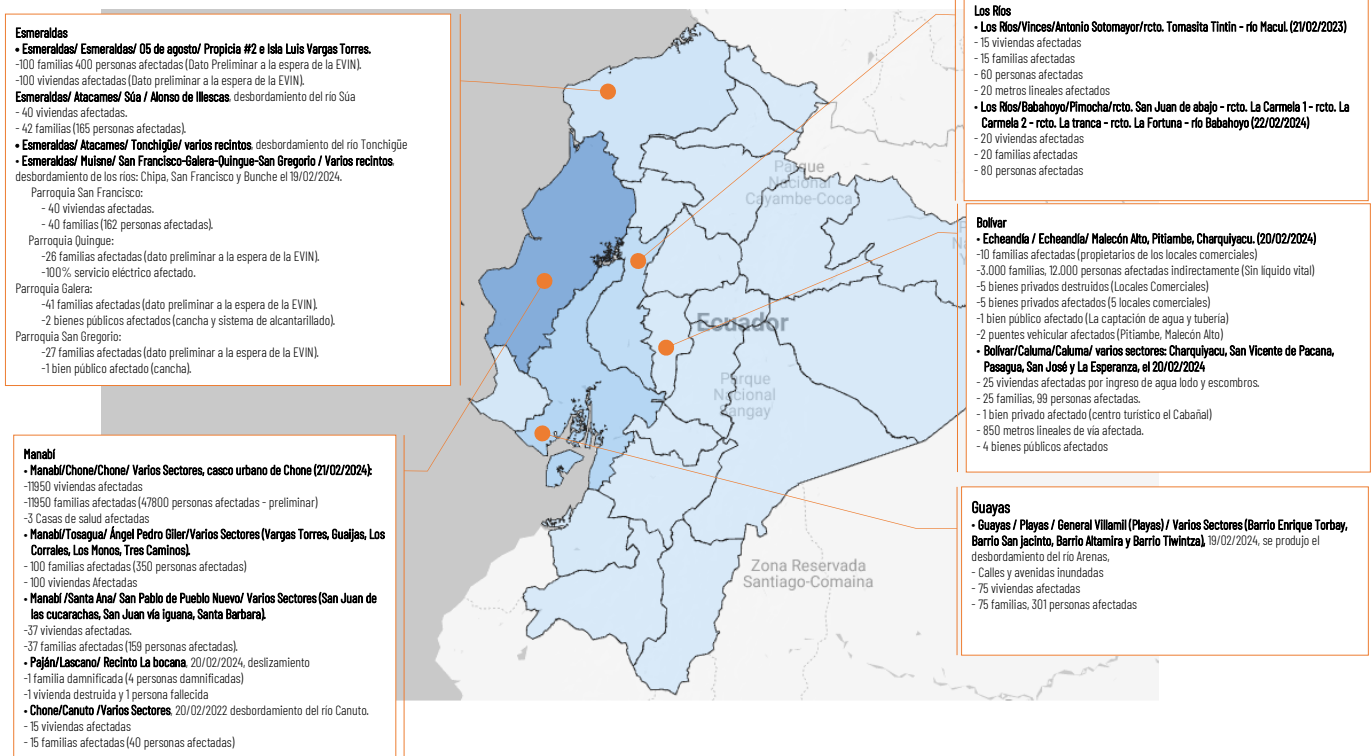 Esmeraldas
• Esmeraldas/ Esmeraldas/ 05 de agosto/ Propicia #2 e Isla Luis Vargas Torres.
-100 familias 400 personas afectadas (Dato Preliminar a la espera de la EVIN).
-100 viviendas afectadas (Dato preliminar a la espera de la EVIN).
Esmeraldas/ Atacames/ Súa / Alonso de Illescas, desbordamiento del río Súa
- 40 viviendas afectadas.
- 42 familias (165 personas afectadas).
• Esmeraldas/ Atacames/ Tonchigüe/ varios recintos, desbordamiento del río Tonchigüe
• Esmeraldas/ Muisne/ San Francisco-Galera-Quingue-San Gregorio / Varios recintos,
desbordamiento de los ríos: Chipa, San Francisco y Bunche el 19/02/2024.
Parroquia San Francisco:
- 40 viviendas afectadas.
- 40 familias (162 personas afectadas).
Parroquia Quingue:
-26 familias afectadas (dato preliminar a la espera de la EVIN).
-100% servicio eléctrico afectado.
Parroquia Galera:
-41 familias afectadas (dato preliminar a la espera de la EVIN).
-2 bienes públicos afectados (cancha y sistema de alcantarillado).
Parroquia San Gregorio:
-27 familias afectadas (dato preliminar a la espera de la EVIN).
-1 bien público afectado (cancha).
Manabí
• Manabí/Chone/Chone/ Varios Sectores, casco urbano de Chone (21/02/2024):
-11950 viviendas afectadas
-11950 familias afectadas (47800 personas afectadas - preliminar)
-3 Casas de salud afectadas
• Manabí/Tosagua/ Ángel Pedro Giler/Varios Sectores (Vargas Torres, Guaijas, Los
Corrales, Los Monos, Tres Caminos).
- 100 familias afectadas (350 personas afectadas)
- 100 viviendas Afectadas
• Manabí /Santa Ana/ San Pablo de Pueblo Nuevo/ Varios Sectores (San Juan de
las cucarachas, San Juan vía iguana, Santa Barbara).
-37 viviendas afectadas.
-37 familias afectadas (159 personas afectadas).
• Paján/Lascano/ Recinto La bocana, 20/02/2024, deslizamiento
-1 familia damnificada (4 personas damnificadas)
-1 vivienda destruida y 1 persona fallecida
• Chone/Canuto /Varios Sectores, 20/02/2022 desbordamiento del río Canuto.
- 15 viviendas afectadas
- 15 familias afectadas (40 personas afectadas)
Parque
Nacional
Cayambe-Coca
Ecuador
Parque
Nacional
Sangay
Zona Reservada
Santiago-Comaina
Los Ríos
• Los Ríos/Vinces/Antonio Sotomayor/rcto. Tomasita Tintin - río Macul. (21/02/2023)
- 15 viviendas afectadas
- 15 familias afectadas
- 60 personas afectadas
- 20 metros lineales afectados
• Los Ríos/Babahoyo/Pimocha/rcto. San Juan de abajo - rcto. La Carmela 1 - rcto. La
Carmela 2 - rcto. La tranca - rcto. La Fortuna - río Babahoyo (22/02/2024)
- 20 viviendas afectadas
- 20 familias afectadas
- 80 personas afectadas
Bolívar
• Echeandía / Echeandía/ Malecón Alto, Pitiambe, Charquiyacu. (20/02/2024)
-10 familias afectadas (propietarios de los locales comerciales)
-3.000 familias, 12.000 personas afectadas indirectamente (Sin líquido vital)
-5 bienes privados destruidos (Locales Comerciales)
-5 bienes privados afectados (5 locales comerciales)
-1 bien público afectado (La captación de agua y tubería)
-2 puentes vehicular afectados (Pitiambe, Malecón Alto)
• Bolívar/Caluma/Caluma/ varios sectores: Charquiyacu, San Vicente de Pacana,
Pasagua, San José y La Esperanza, el 20/02/2024
- 25 viviendas afectadas por ingreso de agua lodo y escombros.
- 25 familias, 99 personas afectadas.
- 1 bien privado afectado (centro turístico el Cabañal)
- 850 metros lineales de vía afectada.
- 4 bienes públicos afectados
Guayas
• Guayas / Playas / General Villamil (Playas) / Varios Sectores (Barrio Enrique Torbay,
Barrio San jacinto, Barrio Altamira y Barrio Tiwintza), 19/02/2024, se produjo el
desbordamiento del río Arenas,
- Calles y avenidas inundadas
- 75 viviendas afectadas
- 75 familias, 301 personas afectadas